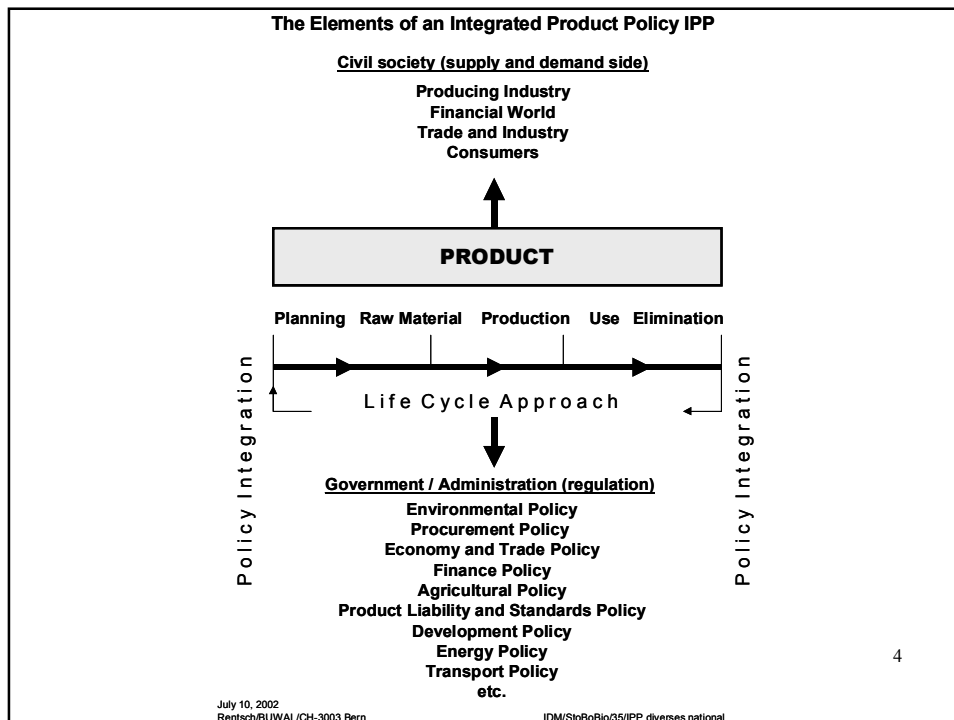 The Elements of an Integrated Product Policy IPP
Civil society (supply and demand side)
Producing Industry
Financial World
Trade and Industry
Consumers
PRODUCT
Planning Raw Material Production Use Elimination
Policy Integration
Life Cycle Approach
Policy Integration
Government / Administration (regulation)
Environmental Policy
Procurement Policy
Economy and Trade Policy
Finance Policy
Agricultural Policy
Product Liability and Standards Policy
Development Policy
Energy Policy
Transport Policy
etc.
4
July 10, 2002
Rentsch/BUWAL/CH-3003 Bern IDM/StoBoBio/35/IPP diverses national